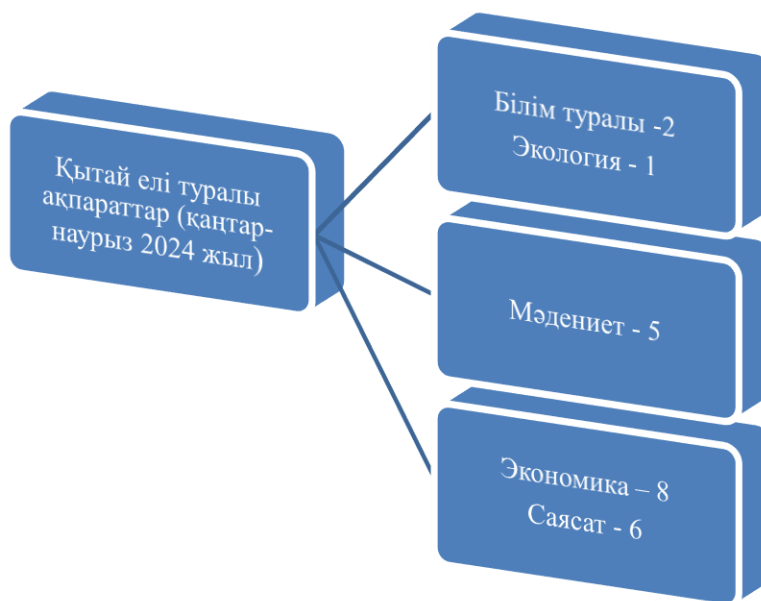 Қытай елі туралы
ақпараттар (қаңтар-
наурыз 2024 жыл)
Білім туралы -2
Экология - 1
Мәдениет - 5
Экономика – 8
Саясат - 6